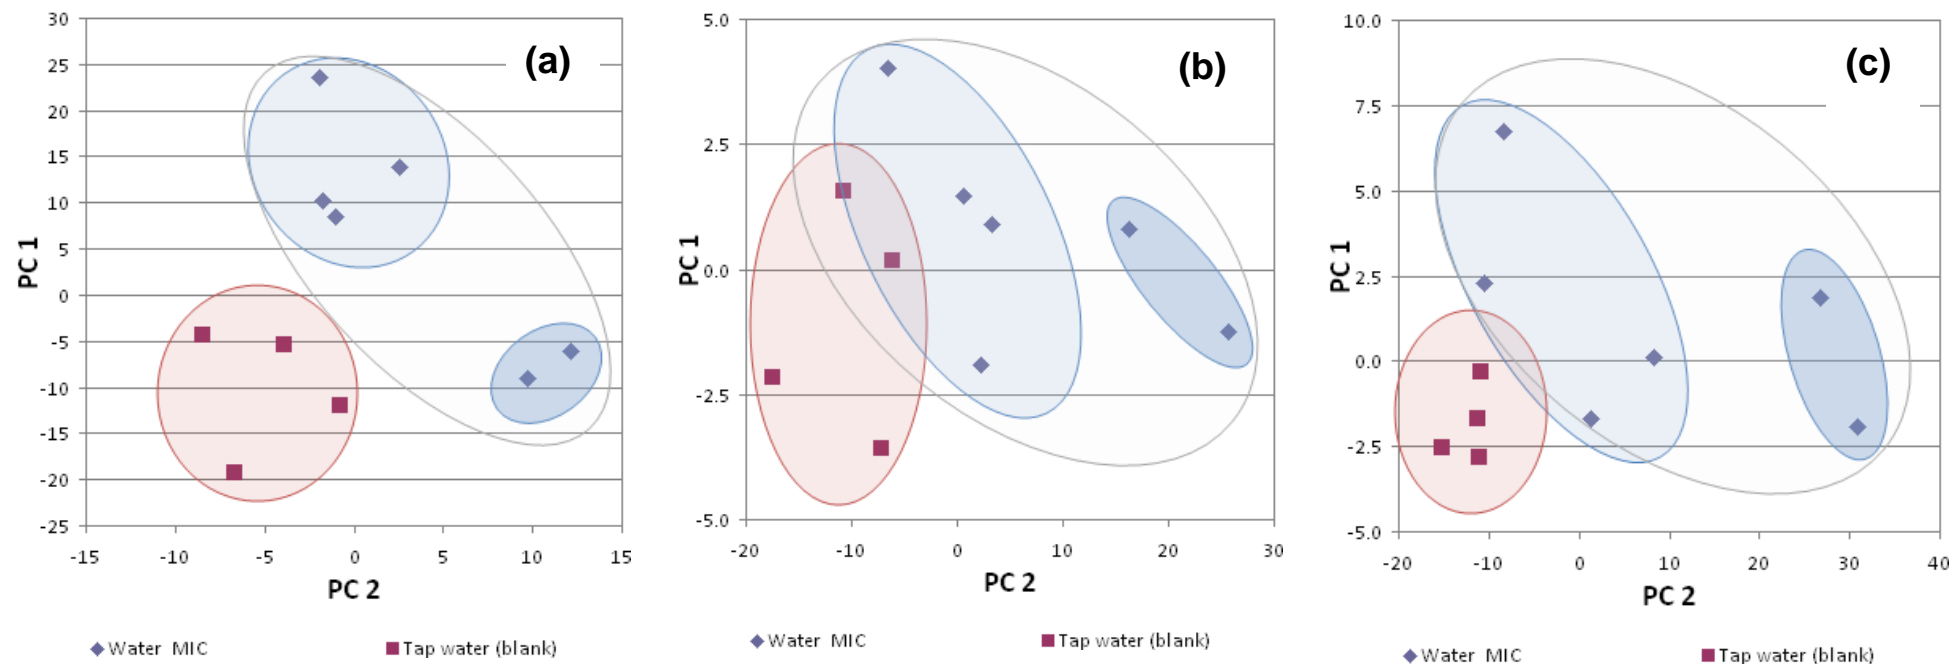 (a)
30
25
20
15
10
5
0
-5
-10
-15
-20
-25
PC 1
-15 -10 -5 0 5 10 15
PC 2
Water MIC Tap water (blank)
(b)
5.0
2.5
0.0
-2.5
-5.0
PC 1
-20 -10 0 10 20 30
PC 2
Water MIC Tap water (blank)
(c)
10.0
7.5
5.0
2.5
0.0
-2.5
-5.0
PC 1
-20 -10 0 10 20 30 40
PC 2
Water MIC Tap water (blank)